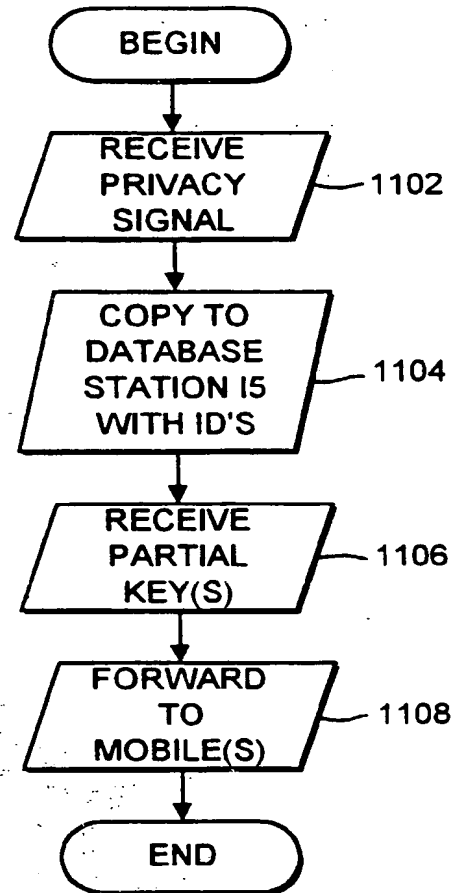 BEGIN
RECEIVE
PRIVACY
SIGNAL
1102
COPY TO
DATABASE
STATION I5
WITH ID'S
1104
RECEIVE
PARTIAL
KEY(S)
1106
FORWARD
TO
MOBILE(S)
1108
END